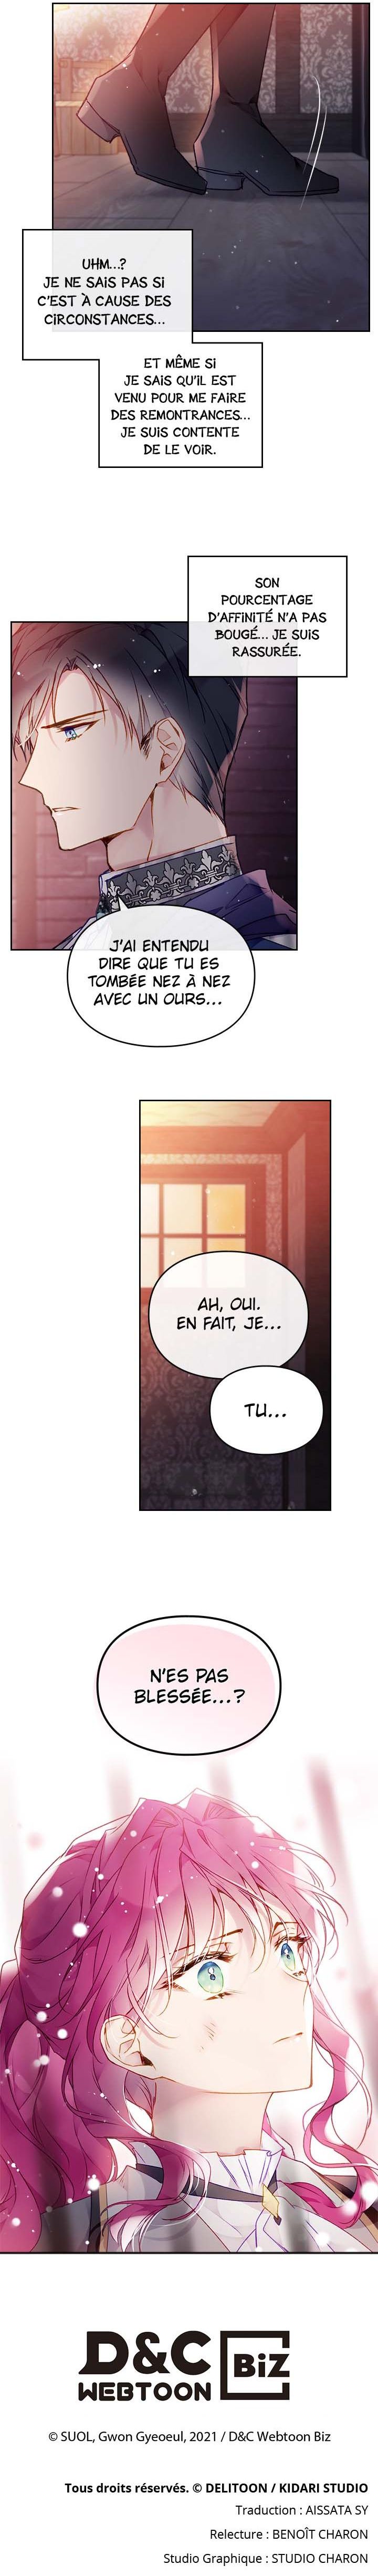 UHM...?
JE NE SAIS PAS SI
C'EST À CAUSE DES
CIRCONSTANCES...
ET MÊME SI
JE SAIS QU'IL EST
VENU POUR ME FAIRE
DES REMONTRANCES...
JE SUIS CONTENTE
DE LE VOIR.
SON
POURCENTAGE
D'AFFINITÉ N'A PAS
BOUGÉ... JE SUIS
RASSURÉE.
J'AI ENTENDU
DIRE QUE TU ES
TOMBÉE NEZ À NEZ
AVEC UN OURS...
AH, OUI.
EN FAIT, JE...
TU...
N'ES PAS
BLESSÉE...?
D&C BiZ
WEBTOON
© SUOL, Gwon Gyeoeul, 2021 / D&C Webtoon Biz
Tous droits réservés. © DELITOON / KIDARI STUDIO
Traduction : AISSATA SY
Relecture : BENOÎT CHARON
Studio Graphique : STUDIO CHARON